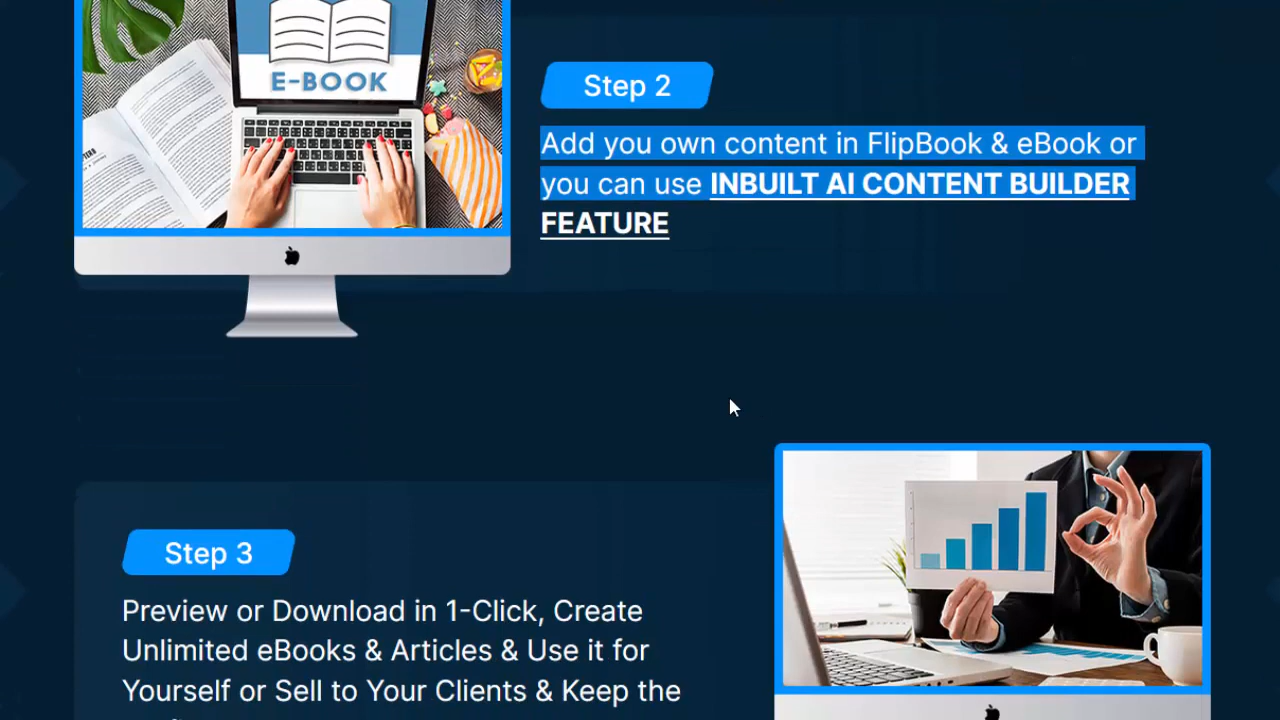 E-BOOK
Step 2
Add you own content in FlipBook & eBook or
you can use INBUILT AI CONTENT BUILDER
FEATURE
Step 3
Preview or Download in 1-Click, Create
Unlimited eBooks & Articles & Use it for
Yourself or Sell to Your Clients & Keep the